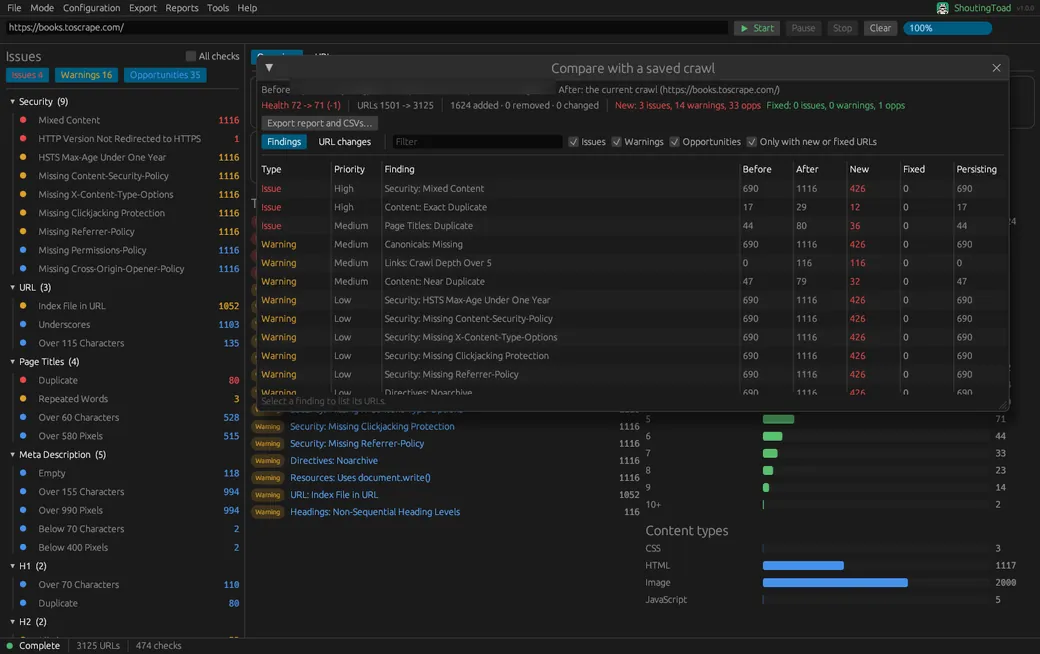 File Mode Configuration Export Reports Tools Help ShoutingToad v1.0.0
https://books.toscrape.com/ Start Pause Stop Clear 100%
Issues All checks
Issues 4 Warnings 16 Opportunities 35
Security (9)
Mixed Content 1116
HTTP Version Not Redirected to HTTPS 1
HSTS Max-Age Under One Year 1116
Missing Content-Security-Policy 1116
Missing X-Content-Type-Options 1116
Missing Clickjacking Protection 1116
Missing Referrer-Policy 1116
Missing Permissions-Policy 1116
Missing Cross-Origin-Opener-Policy 1116
URL (3)
Index File in URL 1052
Underscores 1103
Over 115 Characters 135
Page Titles (4)
Duplicate 80
Repeated Words 3
Over 60 Characters 528
Over 580 Pixels 515
Meta Description (5)
Empty 118
Over 155 Characters 994
Over 990 Pixels 994
Below 70 Characters 2
Below 400 Pixels 2
H1 (2)
Over 70 Characters 110
Duplicate 80
H2 (2)
Compare with a saved crawl
Before After: the current crawl (https://books.toscrape.com/)
Health 72 -> 71 (-1) URLs 1501 -> 3125 1624 added · 0 removed · 0 changed New: 3 issues, 14 warnings, 33 opps Fixed: 0 issues, 0 warnings, 1 opps
Export report and CSVs...
Findings URL changes Filter Issues Warnings Opportunities Only with new or fixed URLs
Type Priority Finding Before After New Fixed Persisting
Issue High Security: Mixed Content 690 1116 426 0 690
Issue High Content: Exact Duplicate 17 29 12 0 17
Issue Medium Page Titles: Duplicate 44 80 36 0 44
Warning Medium Canonicals: Missing 690 1116 426 0 690
Warning Medium Links: Crawl Depth Over 5 0 116 116 0 0
Warning Medium Content: Near Duplicate 47 79 32 0 47
Warning Low Security: HSTS Max-Age Under One Year 690 1116 426 0 690
Warning Low Security: Missing Content-Security-Policy 690 1116 426 0 690
Warning Low Security: Missing X-Content-Type-Options 690 1116 426 0 690
Warning Low Security: Missing Clickjacking Protection 690 1116 426 0 690
Warning Low Security: Missing Referrer-Policy 690 1116 426 0 690
Warning Low Directives: Noarchive 690 1116 426 0 690
Select a finding to list its URLs.
Warning Security: Missing Clickjacking Protection 1116
Warning Security: Missing Referrer-Policy 1116
Warning Directives: Noarchive 1116
Warning Resources: Uses document.write() 1116
Warning URL: Index File in URL 1052
Warning Headings: Non-Sequential Heading Levels 116
5 71
6 44
7 33
8 23
9 14
10+ 2
Content types
CSS 3
HTML 1117
Image 2000
JavaScript 5
Complete 3125 URLs 474 checks